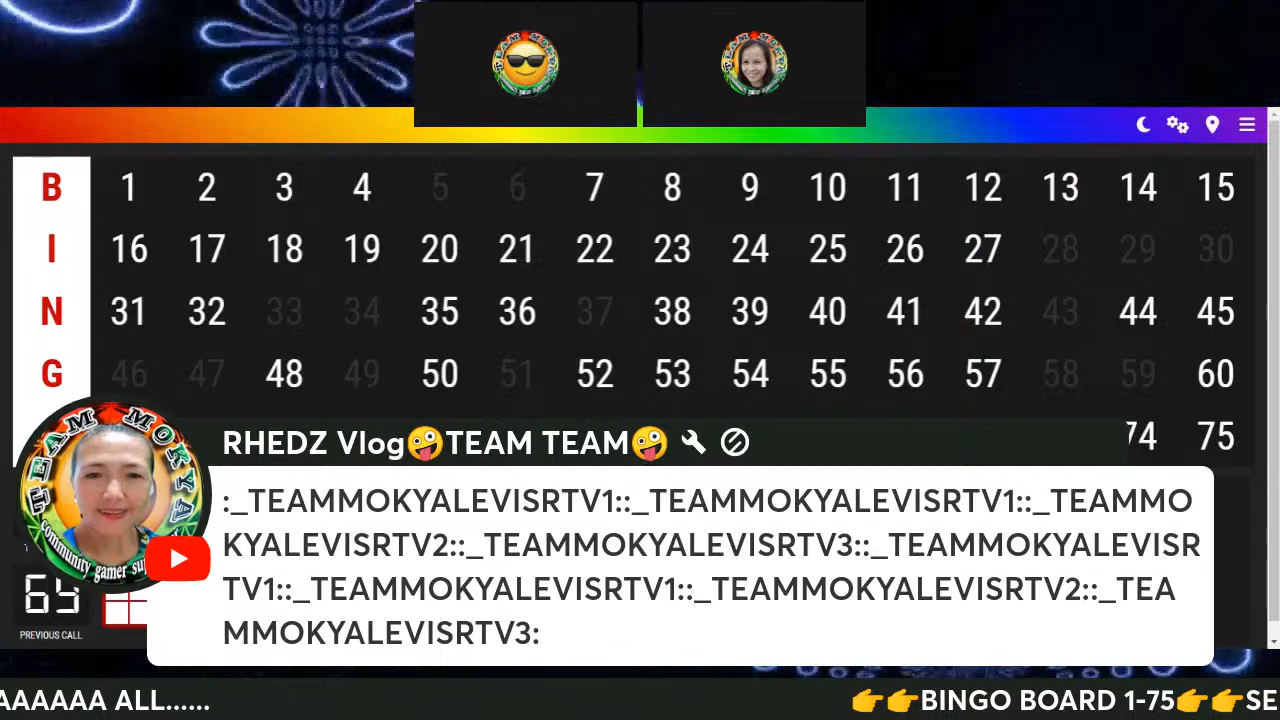 B 1 2 3 4 5 6 7 8 9 10 11 12 13 14 15
I 16 17 18 19 20 21 22 23 24 25 26 27 28 29 30
N 31 32 33 34 35 36 37 38 39 40 41 42 43 44 45
G 46 47 48 49 50 51 52 53 54 55 56 57 58 59 60
74 75
TEAM MOKYA
community gamer
RHEDZ Vlog🤪TEAM TEAM🤪
:_TEAMMOKYALEVISRTV1::_TEAMMOKYALEVISRTV1::_TEAMMO
KYALEVISRTV2::_TEAMMOKYALEVISRTV3::_TEAMMOKYALEVISR
TV1::_TEAMMOKYALEVISRTV1::_TEAMMOKYALEVISRTV2::_TEA
MMOKYALEVISRTV3:
PREVIOUS CALL
AAAAAA ALL......
👉👉BINGO BOARD 1-75👉👉SE